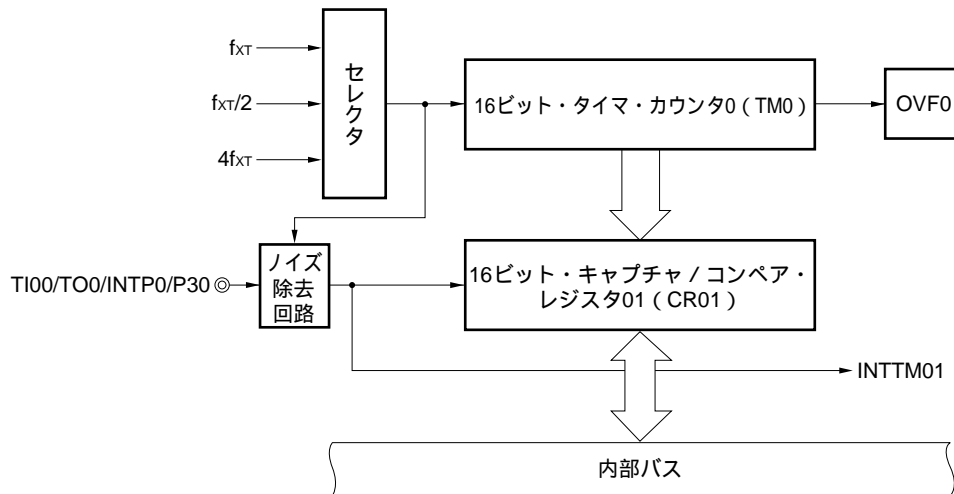 fXT
fXT/2
4fXT
セレクタ
16ビット・タイマ・カウンタ0（TM0）
OVF0
TI00/TO0/INTP0/P30
ノイズ
除去
回路
16ビット・キャプチャ / コンペア・
レジスタ01（CR01）
INTTM01
内部バス